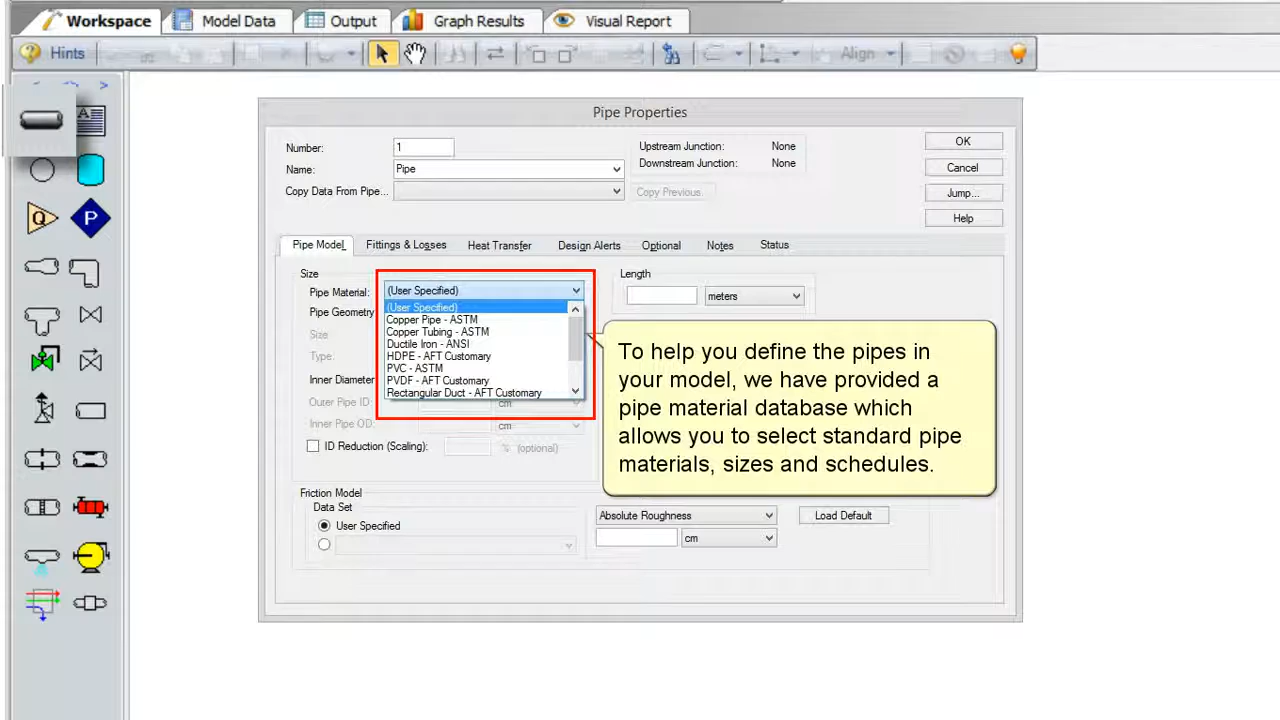 Workspace
Model Data
Output
Graph Results
Visual Report
Hints
Align
A
Q
P
Pipe Properties
Number:
1
Upstream Junction:
None
OK
Name:
Pipe
Downstream Junction:
None
Cancel
Copy Data From Pipe...
Copy Previous
Jump...
Help
Pipe Model
Fittings & Losses
Heat Transfer
Design Alerts
Optional
Notes
Status
Size
Length
Pipe Material:
(User Specified)
meters
Pipe Geometry
(User Specified)
Copper Pipe - ASTM
Size:
Copper Tubing - ASTM
Ductile Iron - ANSI
Type:
HDPE - AFT Customary
PVC - ASTM
Inner Diameter
PVDF - AFT Customary
Rectangular Duct - AFT Customary
Outer Pipe ID:
cm
Inner Pipe OD:
cm
ID Reduction (Scaling):
% (optional)
To help you define the pipes in
your model, we have provided a
pipe material database which
allows you to select standard pipe
materials, sizes and schedules.
Friction Model
Data Set
User Specified
Absolute Roughness
Load Default
cm